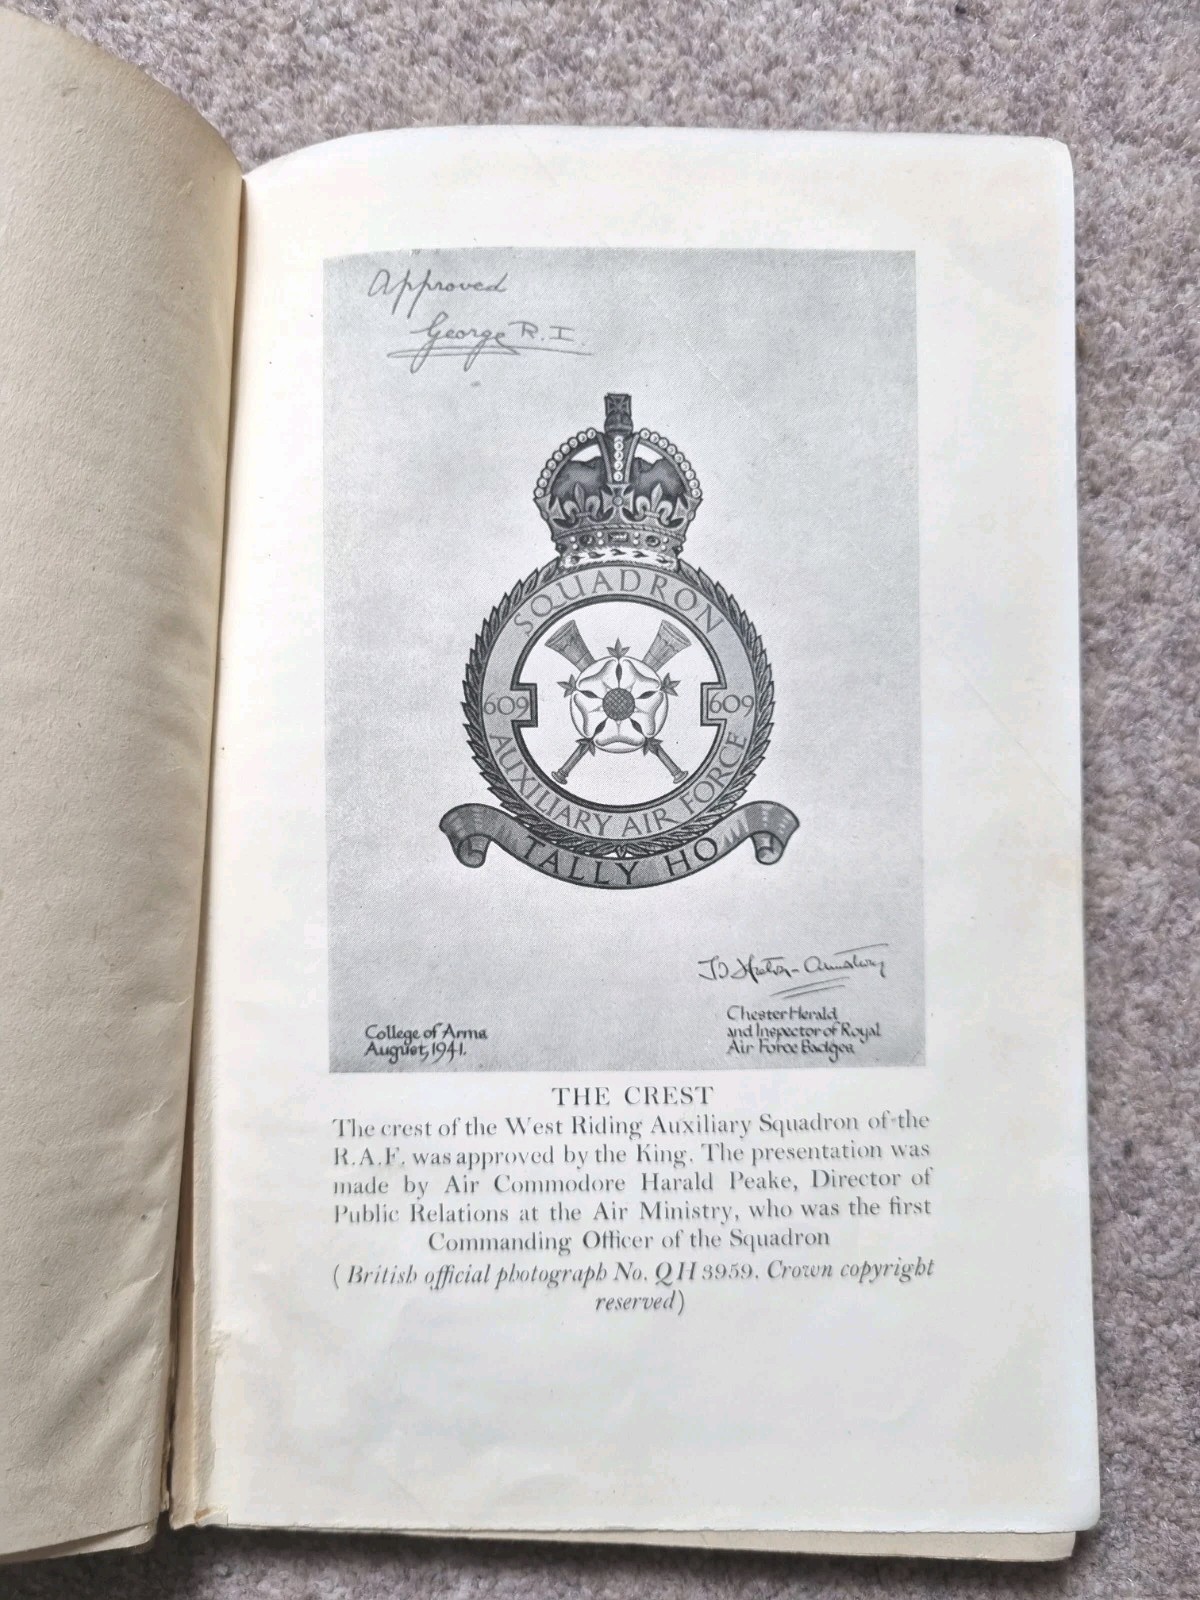 Approved
George R.I.
SQUADRON
609 609
AUXILIARY AIR FORCE
TALLY HO
J D Heaton-Armstrong
College of Arms
August, 1941.
Chester Herald
and Inspector of Royal
Air Force Badges
THE CREST
The crest of the West Riding Auxiliary Squadron of the
R.A.F. was approved by the King. The presentation was
made by Air Commodore Harald Peake, Director of
Public Relations at the Air Ministry, who was the first
Commanding Officer of the Squadron
(British official photograph No. QH 3959. Crown copyright
reserved)